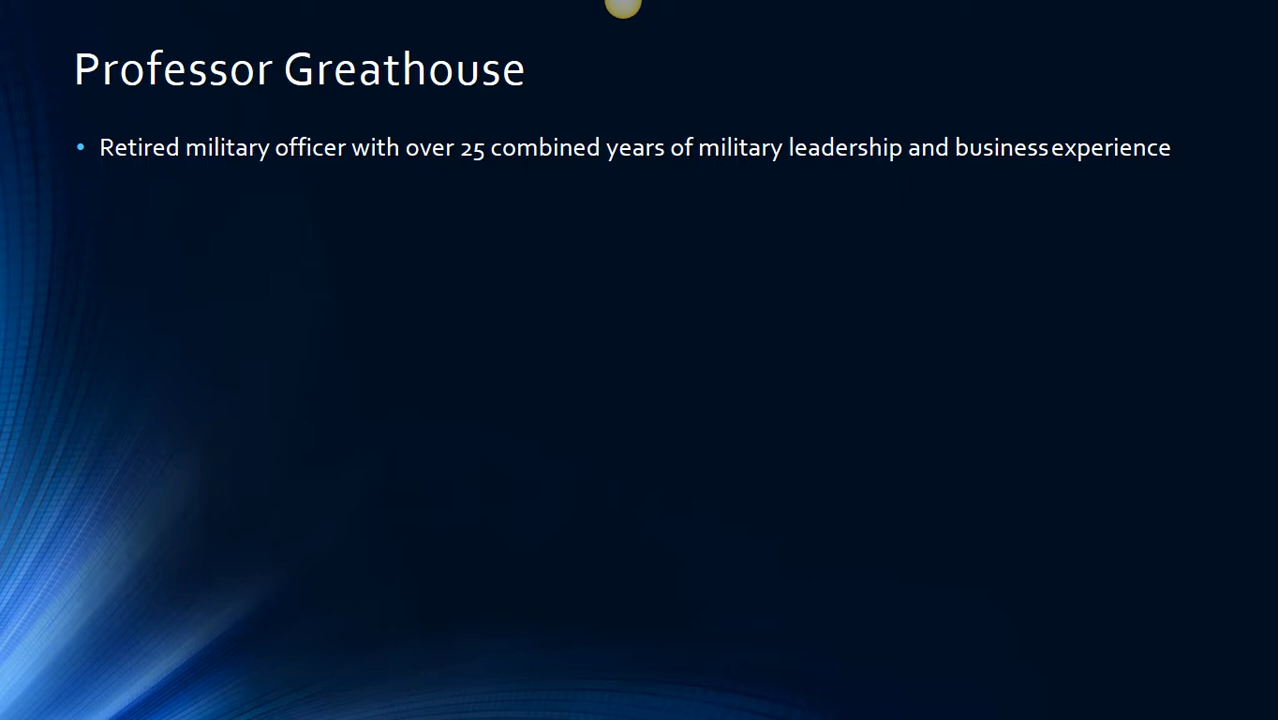 Professor Greathouse
• Retired military officer with over 25 combined years of military leadership and business experience